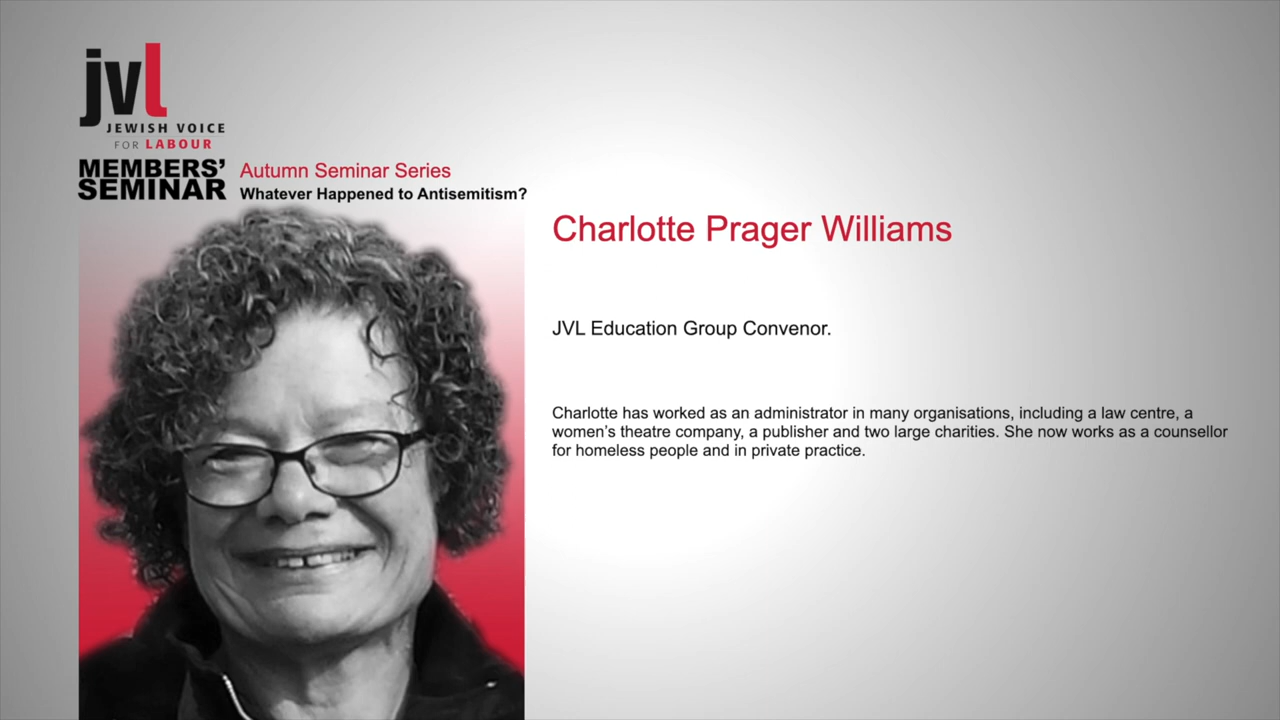 jvl
JEWISH VOICE
FOR LABOUR
MEMBERS'
SEMINAR
Autumn Seminar Series
Whatever Happened to Antisemitism?
Charlotte Prager Williams
JVL Education Group Convenor.
Charlotte has worked as an administrator in many organisations, including a law centre, a
women's theatre company, a publisher and two large charities. She now works as a counsellor
for homeless people and in private practice.